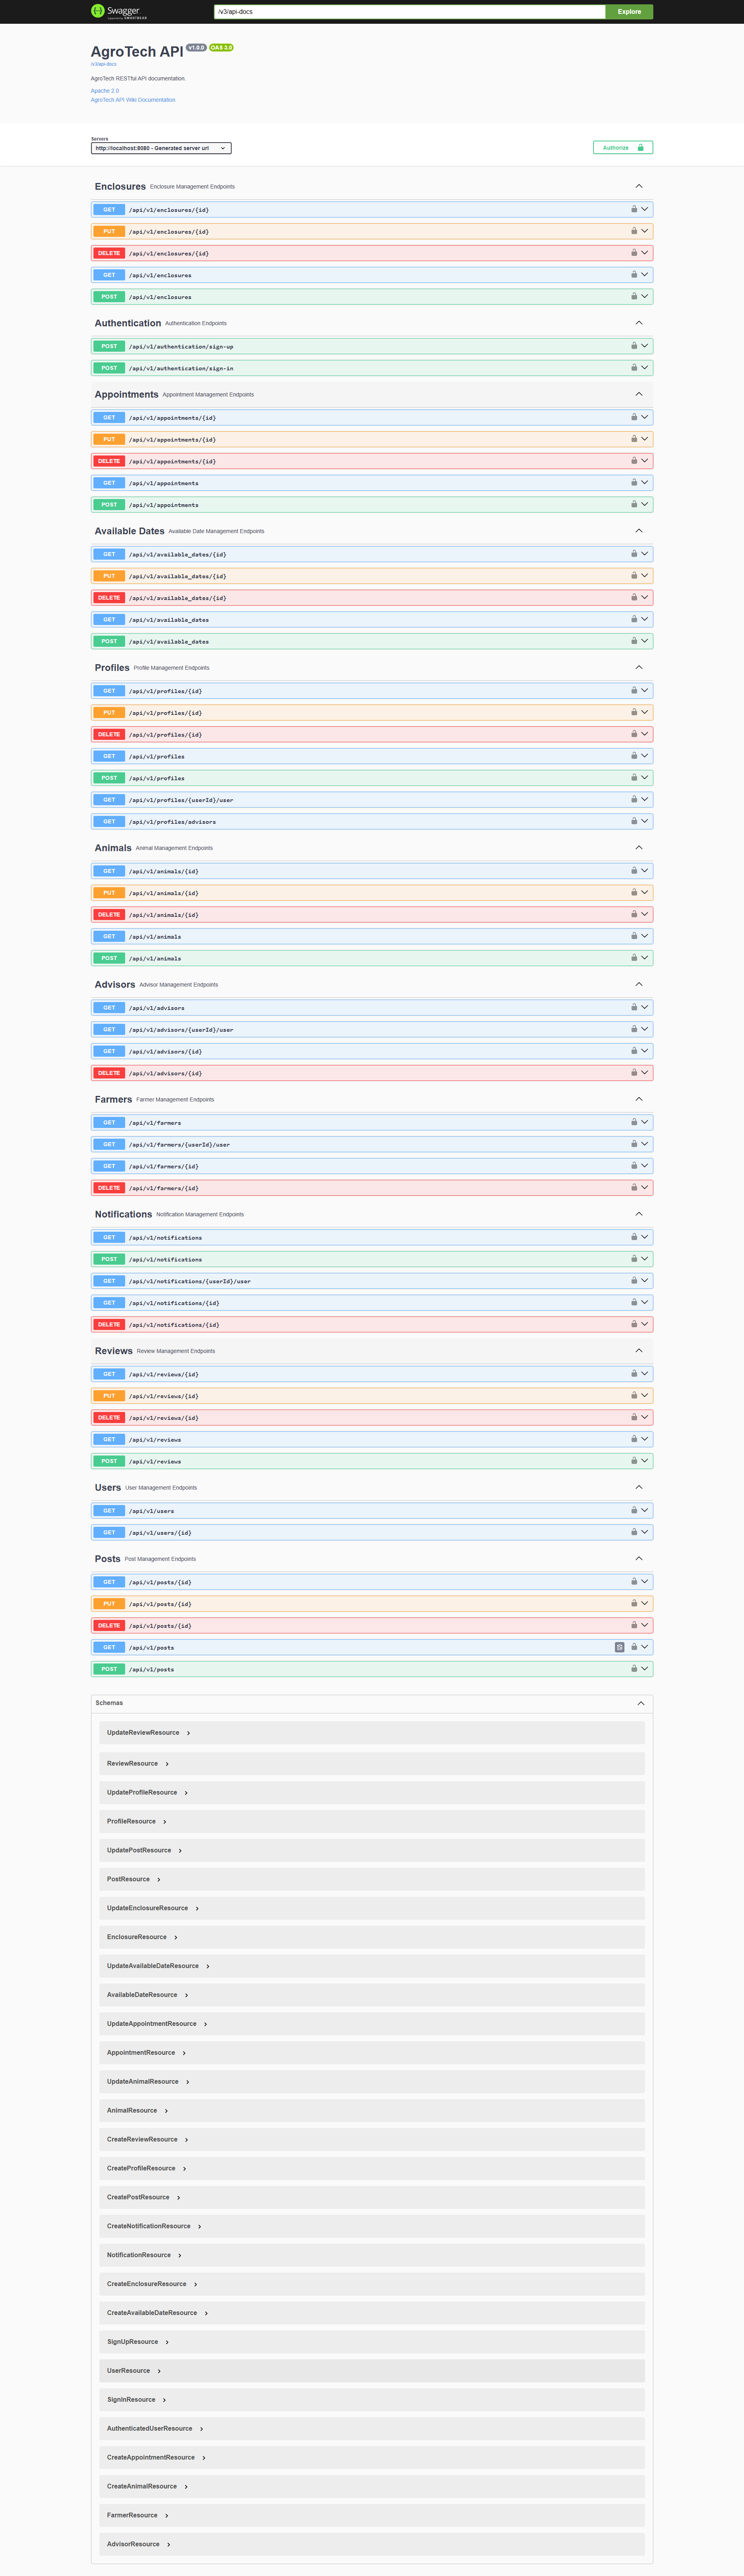 Swagger
Supported by SMARTBEAR
/v3/api-docs
Explore
AgroTech API v1.0.0 OAS 3.0
/v3/api-docs
AgroTech RESTful API documentation.
Apache 2.0
AgroTech API Wiki Documentation
Servers
http://localhost:8080 - Generated server url
Authorize
Enclosures Enclosure Management Endpoints
GET /api/v1/enclosures/{id}
PUT /api/v1/enclosures/{id}
DELETE /api/v1/enclosures/{id}
GET /api/v1/enclosures
POST /api/v1/enclosures
Authentication Authentication Endpoints
POST /api/v1/authentication/sign-up
POST /api/v1/authentication/sign-in
Appointments Appointment Management Endpoints
GET /api/v1/appointments/{id}
PUT /api/v1/appointments/{id}
DELETE /api/v1/appointments/{id}
GET /api/v1/appointments
POST /api/v1/appointments
Available Dates Available Date Management Endpoints
GET /api/v1/available_dates/{id}
PUT /api/v1/available_dates/{id}
DELETE /api/v1/available_dates/{id}
GET /api/v1/available_dates
POST /api/v1/available_dates
Profiles Profile Management Endpoints
GET /api/v1/profiles/{id}
PUT /api/v1/profiles/{id}
DELETE /api/v1/profiles/{id}
GET /api/v1/profiles
POST /api/v1/profiles
GET /api/v1/profiles/{userId}/user
GET /api/v1/profiles/advisors
Animals Animal Management Endpoints
GET /api/v1/animals/{id}
PUT /api/v1/animals/{id}
DELETE /api/v1/animals/{id}
GET /api/v1/animals
POST /api/v1/animals
Advisors Advisor Management Endpoints
GET /api/v1/advisors
GET /api/v1/advisors/{userId}/user
GET /api/v1/advisors/{id}
DELETE /api/v1/advisors/{id}
Farmers Farmer Management Endpoints
GET /api/v1/farmers
GET /api/v1/farmers/{userId}/user
GET /api/v1/farmers/{id}
DELETE /api/v1/farmers/{id}
Notifications Notification Management Endpoints
GET /api/v1/notifications
POST /api/v1/notifications
GET /api/v1/notifications/{userId}/user
GET /api/v1/notifications/{id}
DELETE /api/v1/notifications/{id}
Reviews Review Management Endpoints
GET /api/v1/reviews/{id}
PUT /api/v1/reviews/{id}
DELETE /api/v1/reviews/{id}
GET /api/v1/reviews
POST /api/v1/reviews
Users User Management Endpoints
GET /api/v1/users
GET /api/v1/users/{id}
Posts Post Management Endpoints
GET /api/v1/posts/{id}
PUT /api/v1/posts/{id}
DELETE /api/v1/posts/{id}
GET /api/v1/posts
POST /api/v1/posts
Schemas
UpdateReviewResource
ReviewResource
UpdateProfileResource
ProfileResource
UpdatePostResource
PostResource
UpdateEnclosureResource
EnclosureResource
UpdateAvailableDateResource
AvailableDateResource
UpdateAppointmentResource
AppointmentResource
UpdateAnimalResource
AnimalResource
CreateReviewResource
CreateProfileResource
CreatePostResource
CreateNotificationResource
NotificationResource
CreateEnclosureResource
CreateAvailableDateResource
SignUpResource
UserResource
SignInResource
AuthenticatedUserResource
CreateAppointmentResource
CreateAnimalResource
FarmerResource
AdvisorResource